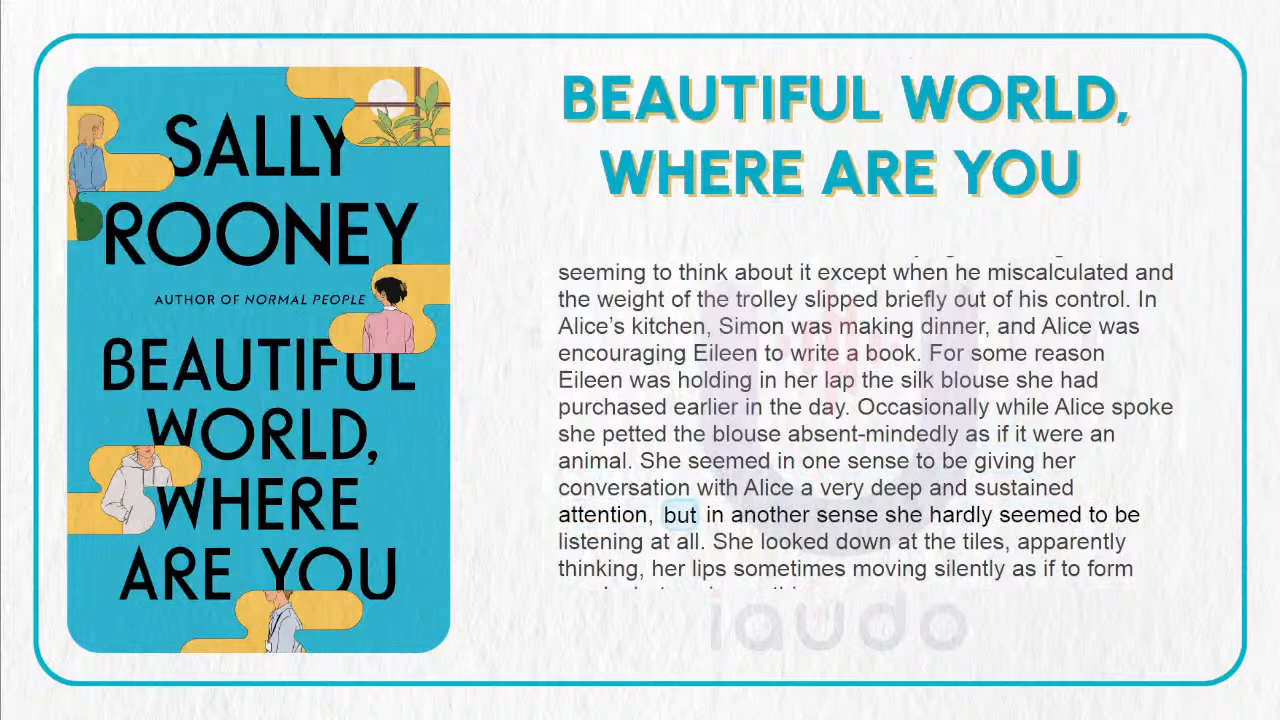 SALLY
ROONEY
AUTHOR OF NORMAL PEOPLE
BEAUTIFUL
WORLD,
WHERE
ARE YOU
BEAUTIFUL WORLD,
WHERE ARE YOU
seeming to think about it except when he miscalculated and
the weight of the trolley slipped briefly out of his control. In
Alice’s kitchen, Simon was making dinner, and Alice was
encouraging Eileen to write a book. For some reason
Eileen was holding in her lap the silk blouse she had
purchased earlier in the day. Occasionally while Alice spoke
she petted the blouse absent-mindedly as if it were an
animal. She seemed in one sense to be giving her
conversation with Alice a very deep and sustained
attention, but in another sense she hardly seemed to be
listening at all. She looked down at the tiles, apparently
thinking, her lips sometimes moving silently as if to form
iaudo